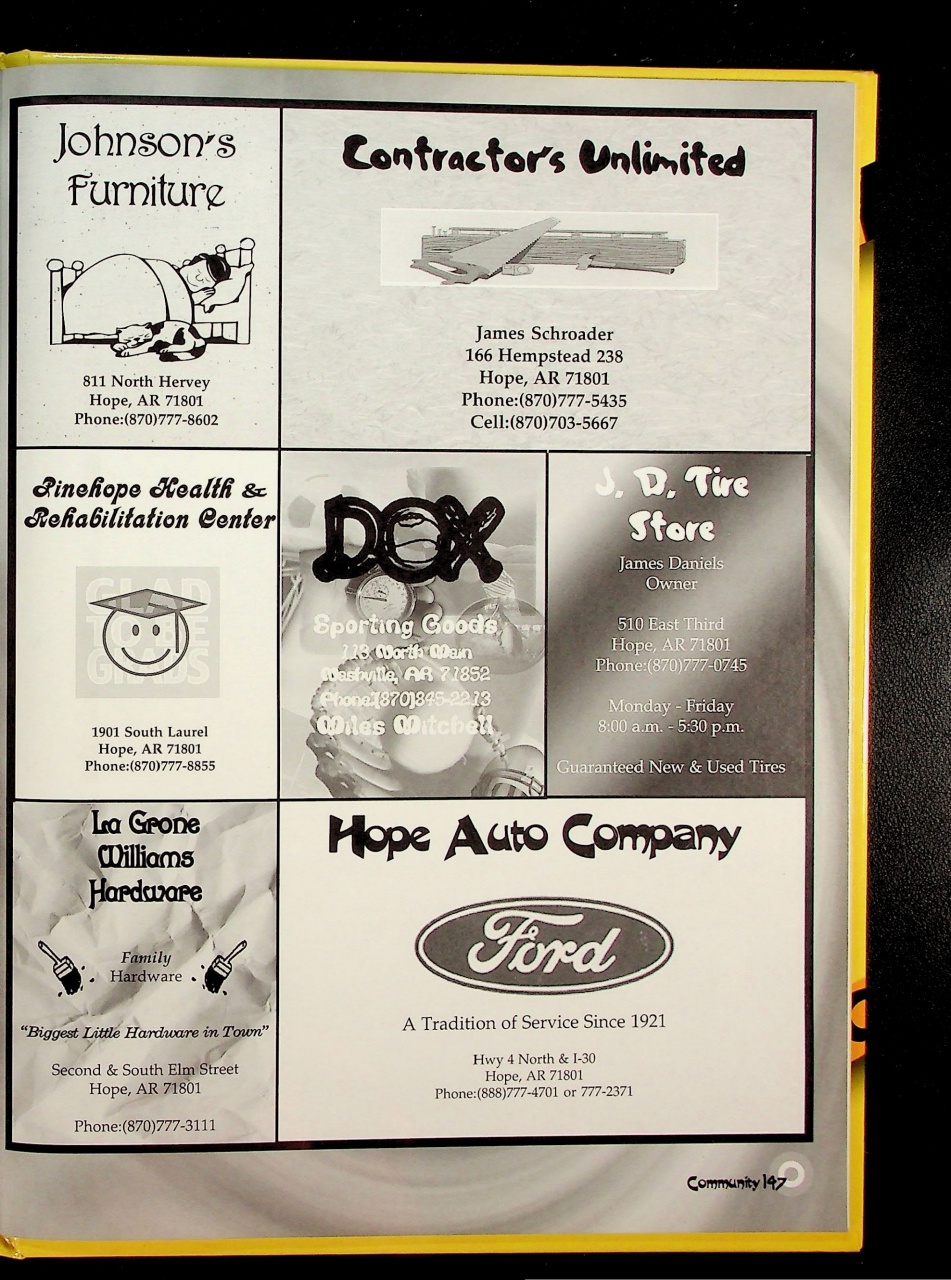 Johnson's
Furniture
811 North Hervey
Hope, AR 71801
Phone:(870)777-8602
Contractor's Unlimited
James Schroader
166 Hempstead 238
Hope, AR 71801
Phone:(870)777-5435
Cell:(870)703-5667
Pinehope Health &
Rehabilitation Center
GLAD
TO BE
GRADS
1901 South Laurel
Hope, AR 71801
Phone:(870)777-8855
DOX
Sporting Goods
113 North Main
Nashville, AR 71852
Phone:(870)845-2213
Miles Mitchell
J. D. Tire
Store
James Daniels
Owner
510 East Third
Hope, AR 71801
Phone:(870)777-0745
Monday - Friday
8:00 a.m. - 5:30 p.m.
Guaranteed New & Used Tires
La Grone
Williams
Hardware
Family
Hardware
"Biggest Little Hardware in Town"
Second & South Elm Street
Hope, AR 71801
Phone:(870)777-3111
Hope Auto Company
Ford
A Tradition of Service Since 1921
Hwy 4 North & I-30
Hope, AR 71801
Phone:(888)777-4701 or 777-2371
Community 147